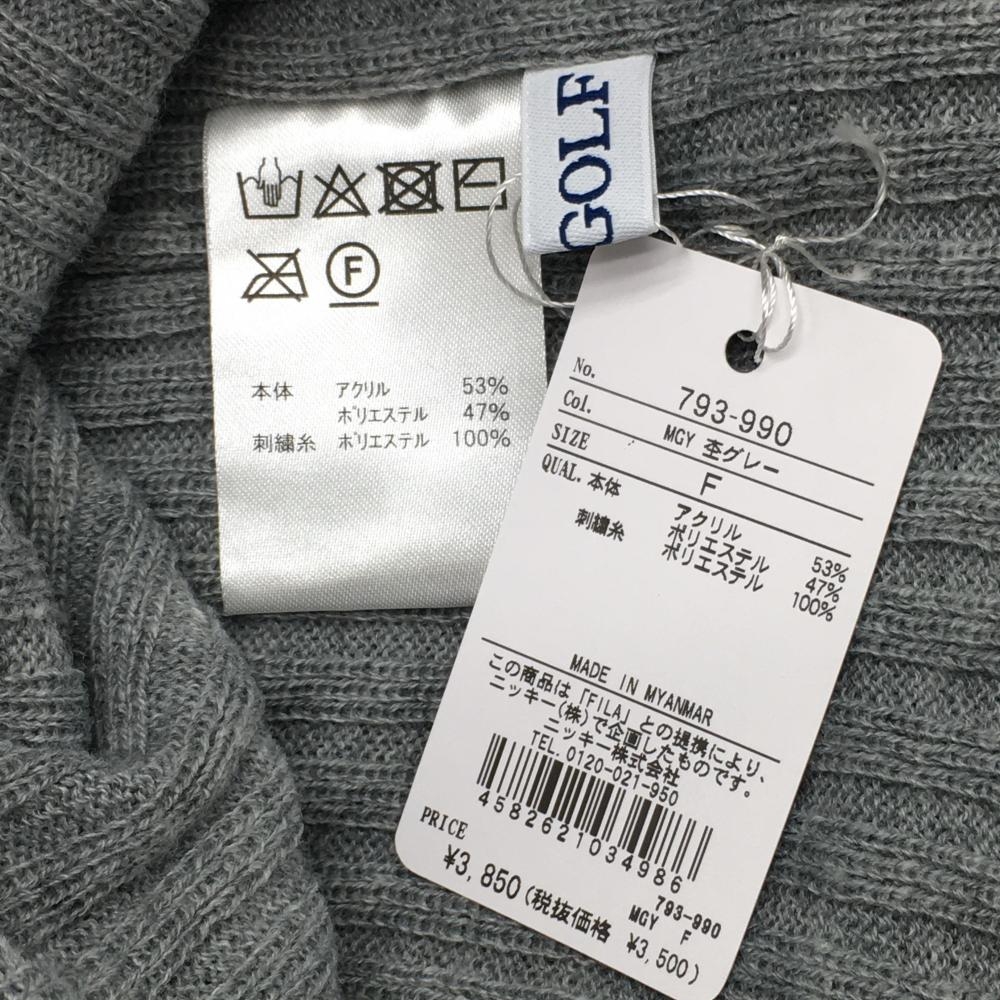 GOLF
F
本体 アクリル 53%
ポリエステル 47%
刺繍糸 ポリエステル 100%
No. 793-990
Col. MGY 杢グレー
SIZE F
QUAL. 本体 アクリル 53%
ポリエステル 47%
刺繍糸 ポリエステル 100%
MADE IN MYANMAR
この商品は「FILA」との提携により、
ニッキー(株)で企画したものです。
ニッキー株式会社
TEL. 0120-021-950
4582621034986
793-990
MGY F
PRICE
¥3,850(税抜価格 ¥3,500)